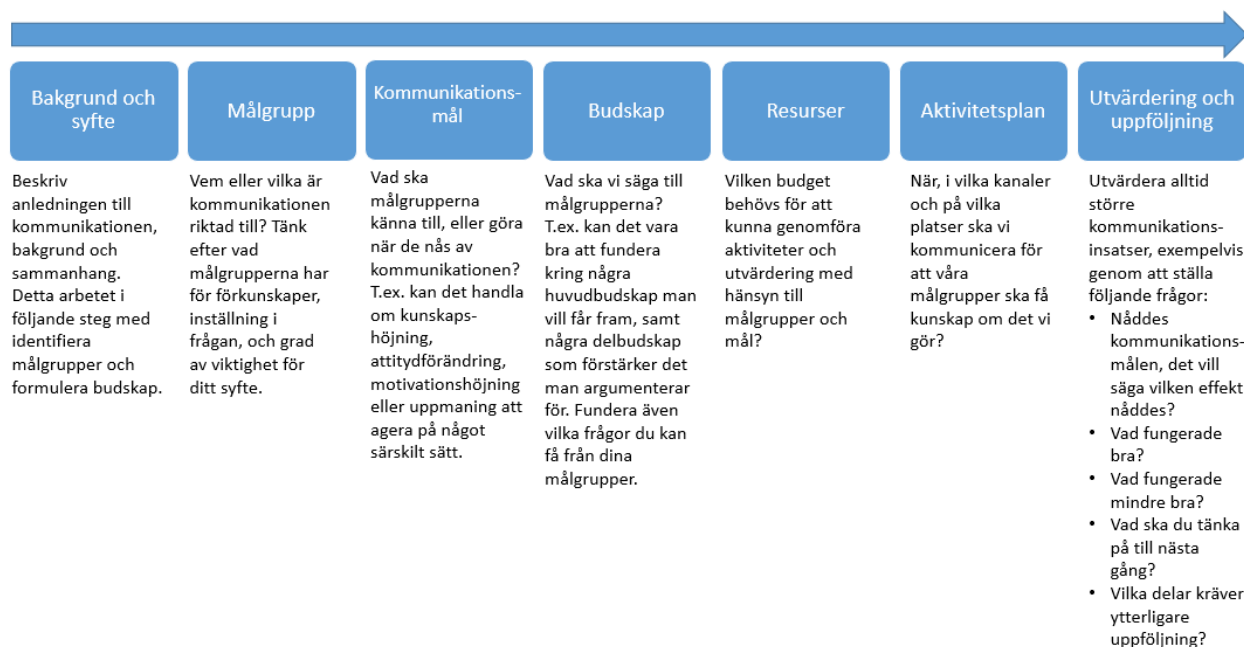 Bakgrund och
syfte
Beskriv
anledningen till
kommunikationen,
bakgrund och
sammanhang.
Detta arbetet i
följande steg med
identifiera
målgrupper och
formulera budskap.
Målgrupp
Vem eller vilka är
kommunikationen
riktad till? Tänk
efter vad
målgrupperna har
för förkunskaper,
inställning i
frågan, och grad
av viktighet för
ditt syfte.
Kommunikations-
mål
Vad ska
målgrupperna
känna till, eller göra
när de nås av
kommunikationen?
T.ex. kan det handla
om kunskaps-
höjning,
attitydförändring,
motivationshöjning
eller uppmaning att
agera på något
särskilt sätt.
Budskap
Vad ska vi säga till
målgrupperna?
T.ex. kan det vara
bra att fundera
kring några
huvudbudskap man
vill får fram, samt
några delbudskap
som förstärker det
man argumenterar
för. Fundera även
vilka frågor du kan
få från dina
målgrupper.
Resurser
Vilken budget
behövs för att
kunna genomföra
aktiviteter och
utvärdering med
hänsyn till
målgrupper och
mål?
Aktivitetsplan
När, i vilka kanaler
och på vilka
platser ska vi
kommunicera för
att våra
målgrupper ska få
kunskap om det vi
gör?
Utvärdering och
uppföljning
Utvärdera alltid
större
kommunikations-
insatser, exempelvis
genom att ställa
följande frågor:
• Nåddes
kommunikations-
målen, det vill
säga vilken effekt
nåddes?
• Vad fungerade
bra?
• Vad fungerade
mindre bra?
• Vad ska du tänka
på till nästa
gång?
• Vilka delar kräver
ytterligare
uppföljning?